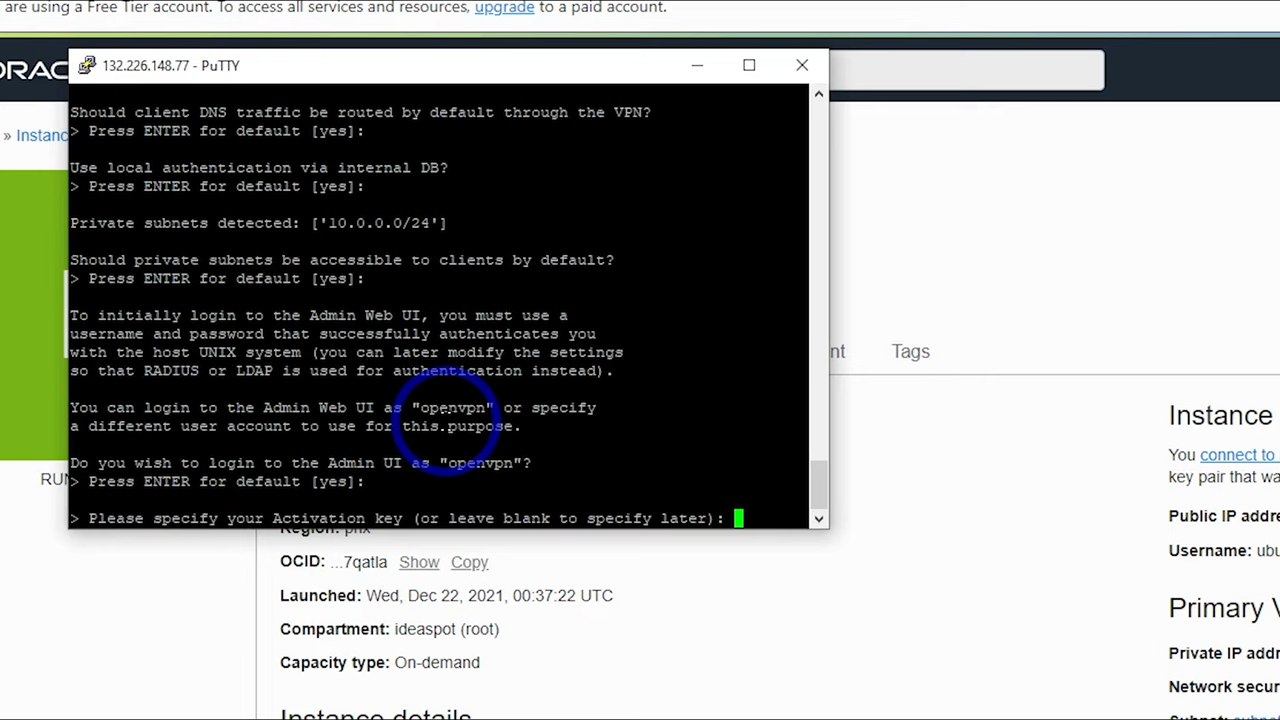 are using a Free Tier account. To access all services and resources, upgrade to a paid account.
ORAC
132.226.148.77 - PuTTY
» Instanc
Should client DNS traffic be routed by default through the VPN?
> Press ENTER for default [yes]:
Use local authentication via internal DB?
> Press ENTER for default [yes]:
Private subnets detected: ['10.0.0.0/24']
Should private subnets be accessible to clients by default?
> Press ENTER for default [yes]:
To initially login to the Admin Web UI, you must use a
username and password that successfully authenticates you
with the host UNIX system (you can later modify the settings
so that RADIUS or LDAP is used for authentication instead).
You can login to the Admin Web UI as "openvpn" or specify
a different user account to use for this purpose.
Do you wish to login to the Admin UI as "openvpn"?
> Press ENTER for default [yes]:
> Please specify your Activation key (or leave blank to specify later):
nt Tags
RU
Region: phx
OCID: ...7qatla Show Copy
Launched: Wed, Dec 22, 2021, 00:37:22 UTC
Compartment: ideaspot (root)
Capacity type: On-demand
Instance details
Instance
You connect to
key pair that wa
Public IP addre
Username: ubu
Primary V
Private IP addr
Network secur
Subnet: